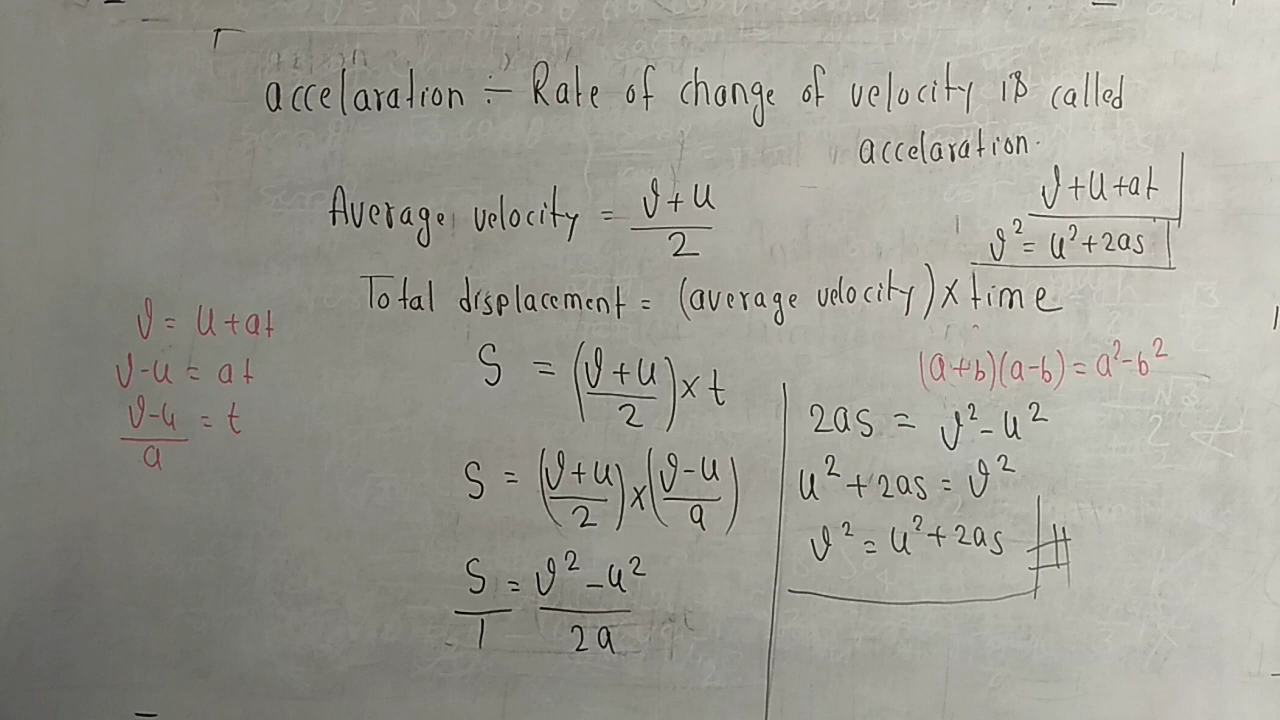 accelaration ÷ Rate of change of velocity is called
accelaration.
Average velocity = v+u/2
v+u+at
v² = u²+2as
Total displacement = (average velocity) × time
v = u+at
v-u = at
v-u/a = t
S = (v+u/2) × t
S = (v+u/2) × (v-u/a)
S/1 = v²-u²/2a
(a+b)(a-b) = a²-b²
2as = v²-u²
u²+2as = v²
v² = u²+2as #